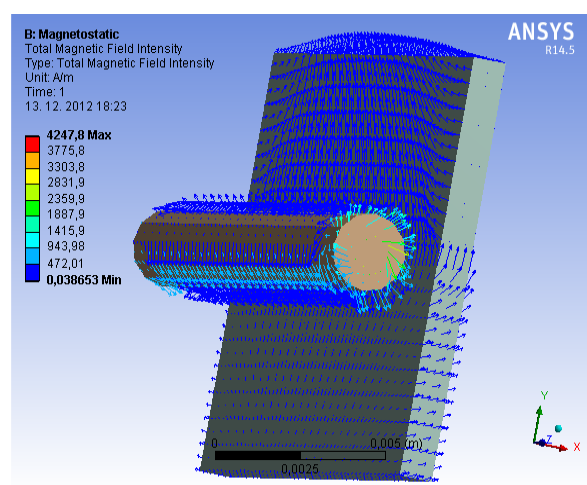 B: Magnetostatic
Total Magnetic Field Intensity
Type: Total Magnetic Field Intensity
Unit: A/m
Time: 1
13. 12. 2012 18:23
ANSYS
R14.5
4247,8 Max
3775,8
3303,8
2831,9
2359,9
1887,9
1415,9
943,98
472,01
0,038653 Min
0
0,005 (m)
0,0025
Y
Z
X